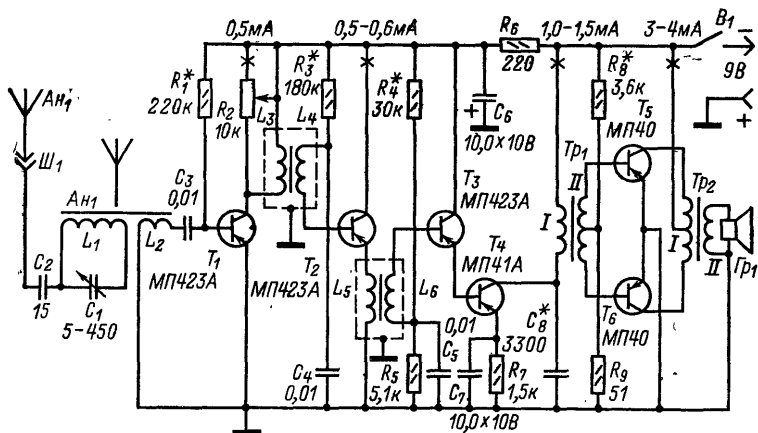 0,5мА
0,5-0,6мА
R6
220
1,0-1,5мА
3-4мА
В1
−
9В
+
Ан1
Ш1
R1*
220к
R2
10к
R3*
180к
L3
L4
R4*
30к
+
C6
10,0×10В
R8*
3,6к
T5
МП40
Ан1
L1
L2
C3
0,01
C2
15
C1
5-450
T1
МП423А
T2
МП423А
L5
L6
T3
МП423А
T4
МП41А
Тр1
I
II
Тр2
I
II
Гр1
T6
МП40
C4
0,01
R5
5,1к
0,01
C5
C7
10,0×10В
R7
1,5к
C8*
3300
R9
51